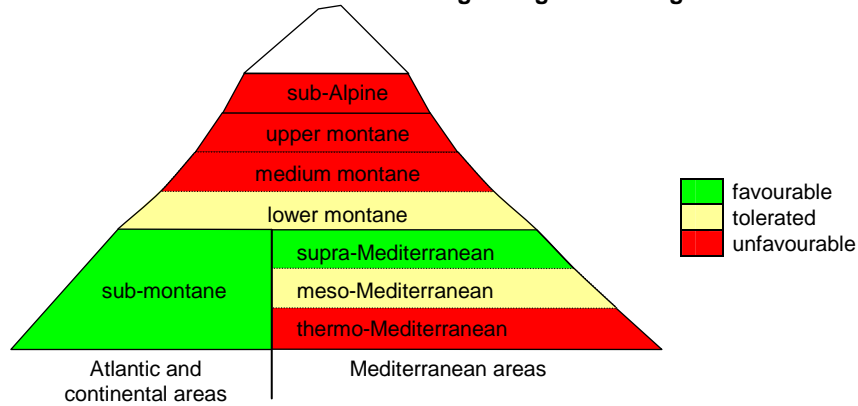 sub-Alpine
upper montane
medium montane
lower montane
sub-montane
supra-Mediterranean
meso-Mediterranean
thermo-Mediterranean
favourable
tolerated
unfavourable
Atlantic and
continental areas
Mediterranean areas